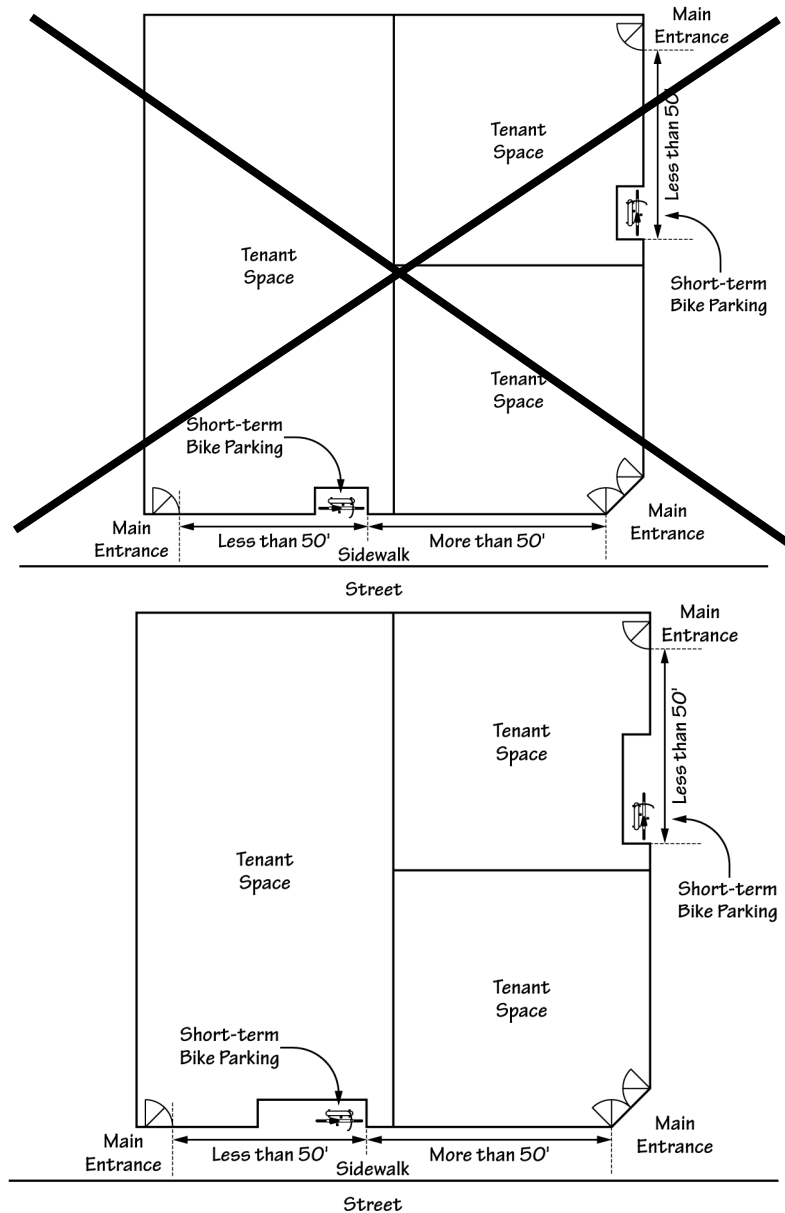 Main
Entrance
Less than 50'
Tenant
Space
Tenant
Space
Short-term
Bike Parking
Tenant
Space
Short-term
Bike Parking
Main
Entrance
Main
Entrance
Less than 50'
More than 50'
Sidewalk
Street
Main
Entrance
Less than 50'
Tenant
Space
Tenant
Space
Short-term
Bike Parking
Tenant
Space
Short-term
Bike Parking
Main
Entrance
Main
Entrance
Less than 50'
More than 50'
Sidewalk
Street